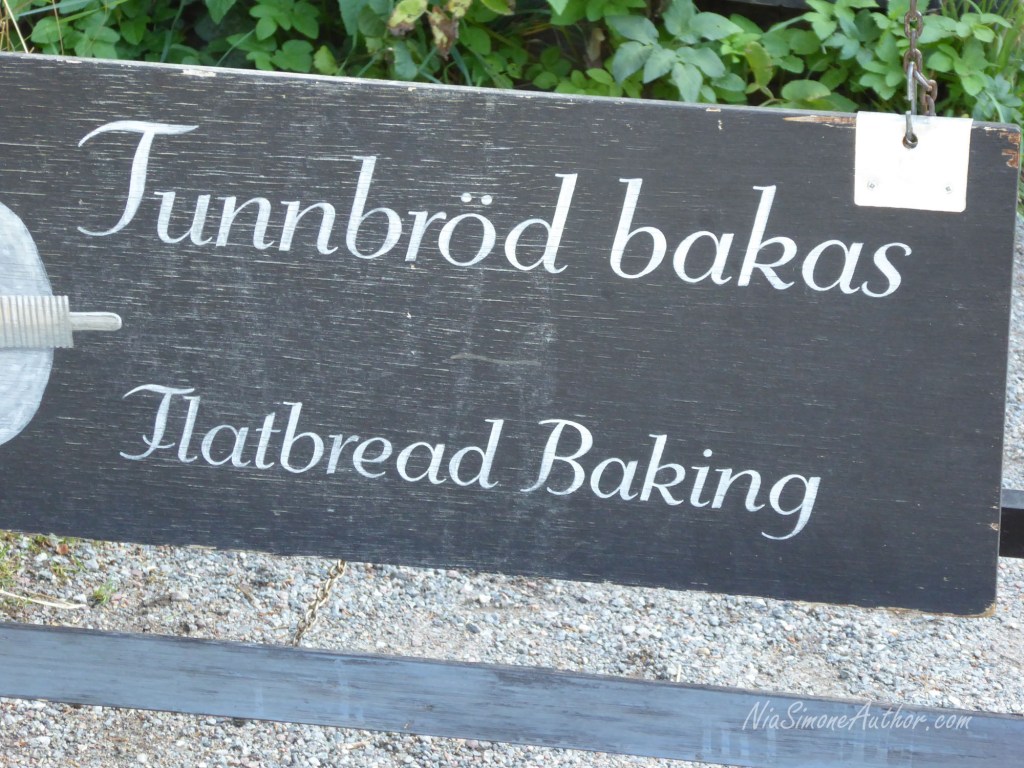 Tunnbröd bakas
Flatbread Baking
NiaSimoneAuthor.com